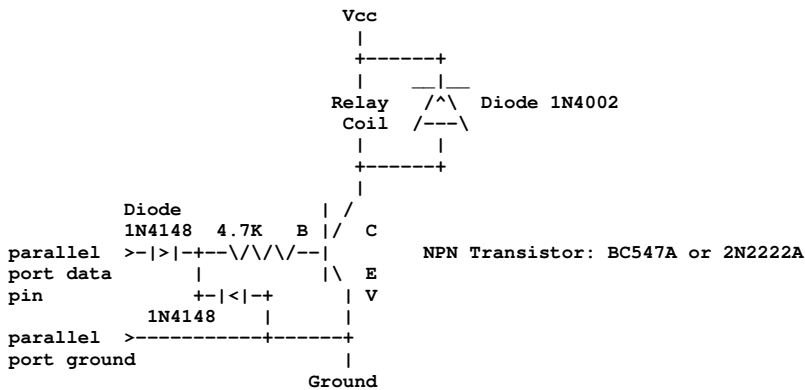 Vcc
Relay Diode 1N4002
Coil
Diode
1N4148 4.7K B C
parallel NPN Transistor: BC547A or 2N2222A
port data E
pin V
1N4148
parallel
port ground
Ground